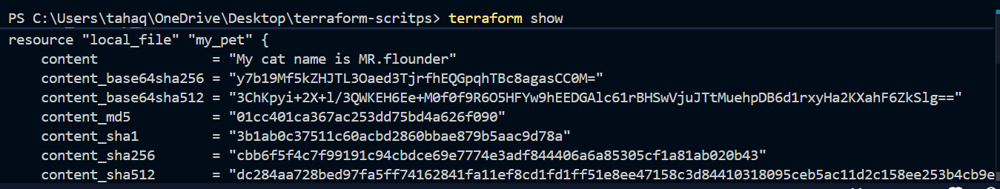 PS C:\Users\tahaq\OneDrive\Desktop\terraform-scritps> terraform show
resource "local_file" "my_pet" {
    content              = "My cat name is MR.flounder"
    content_base64sha256 = "y7b19Mf5kZHJTL3Oaed3TjrfhEQGpqhTBc8agasCC0M="
    content_base64sha512 = "3ChKpyi+2X+l/3QWKEH6Ee+M0f0f9R6O5HFYw9hEEDGAlc61rBHSwVjuJTtMuehpDB6d1rxyHa2KXahF6ZkSlg=="
    content_md5          = "01cc401ca367ac253dd75bd4a626f090"
    content_sha1         = "3b1ab0c37511c60acbd2860bbae879b5aac9d78a"
    content_sha256       = "cbb6f5f4c7f99191c94cbdce69e7774e3adf844406a6a85305cf1a81ab020b43"
    content_sha512       = "dc284aa728bed97fa5ff74162841fa11ef8cd1fd1ff51e8ee47158c3d84410318095ceb5ac11d2c158ee253b4cb9e